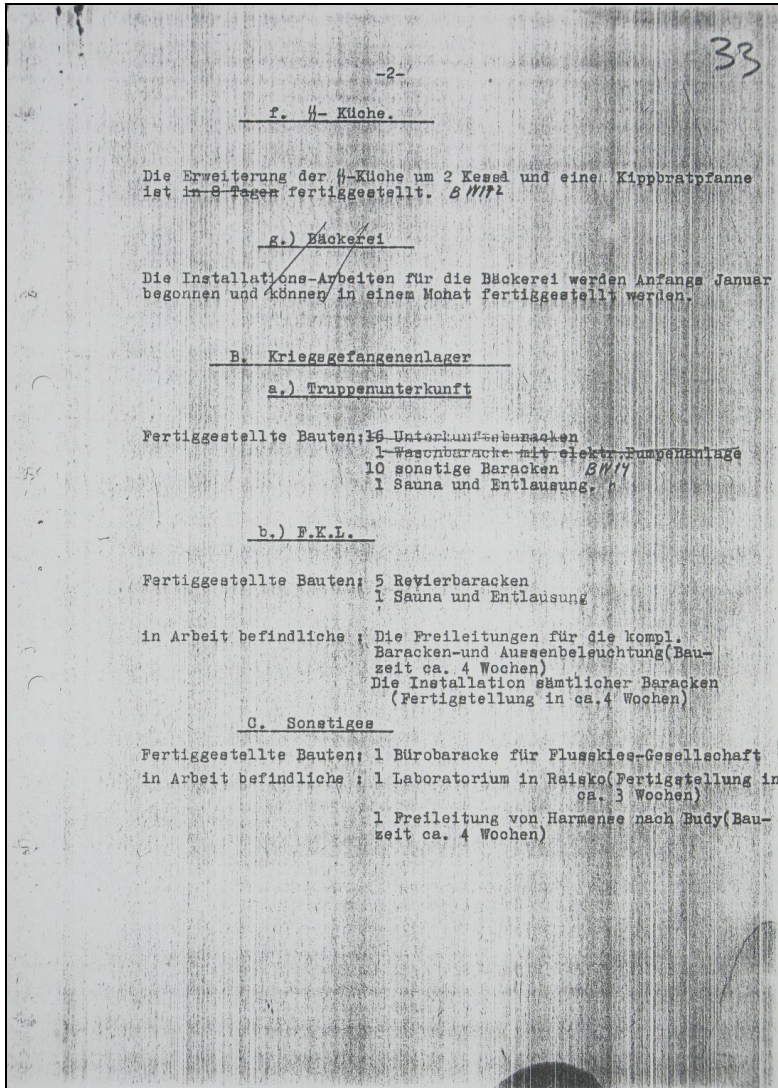 33
-2-
f. ᛋᛋ- Küche.
Die Erweiterung der ᛋᛋ-Küche um 2 Kessel und eine Kippbratpfanne
ist in 8 Tagen fertiggestellt.
g.) Bäckerei
Die Installations-Arbeiten für die Bäckerei werden Anfangs Januar
begonnen und können in einem Mohat fertiggestellt werden.
B. Kriegsgefangenenlager
a.) Truppenunterkunft
Fertiggestellte Bauten: 16 Unterkunftsbaracken
1 Waschbaracke mit elektr.Pumpenanlage
10 sonstige Baracken BW14
1 Sauna und Entlausung.
b.) F.K.L.
Fertiggestellte Bauten: 5 Revierbaracken
1 Sauna und Entlausung
in Arbeit befindliche : Die Freileitungen für die kompl.
Baracken-und Aussenbeleuchtung(Bau-
zeit ca. 4 Wochen)
Die Installation sämtlicher Baracken
(Fertigstellung in ca.4 Wochen)
C. Sonstiges
Fertiggestellte Bauten: 1 Bürobaracke für Flusskies-Gesellschaft
in Arbeit befindliche : 1 Laboratorium in Raisko(Fertigstellung in
ca. 3 Wochen)
1 Freileitung von Harmense nach Budy(Bau-
zeit ca. 4 Wochen)